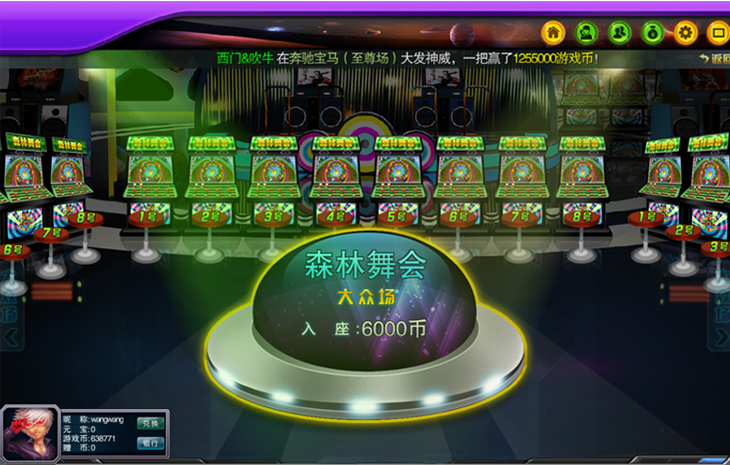 西门&吹牛 在奔驰宝马（至尊场）大发神威，一把赢了1255000游戏币！
返回
森林舞会 森林舞会 森林舞会 森林舞会 森林舞会 森林舞会 森林舞会 森林舞会 森林舞会 森林舞会 森林舞会 森林舞会
6号 7号 8号 1号 2号 3号 4号 5号 6号 7号 8号 1号 2号 3号
森林舞会
大众场
入 座:6000币
昵 称:wangwang
兑换
元 宝:0
游戏币:638771
银行
赠 币:0